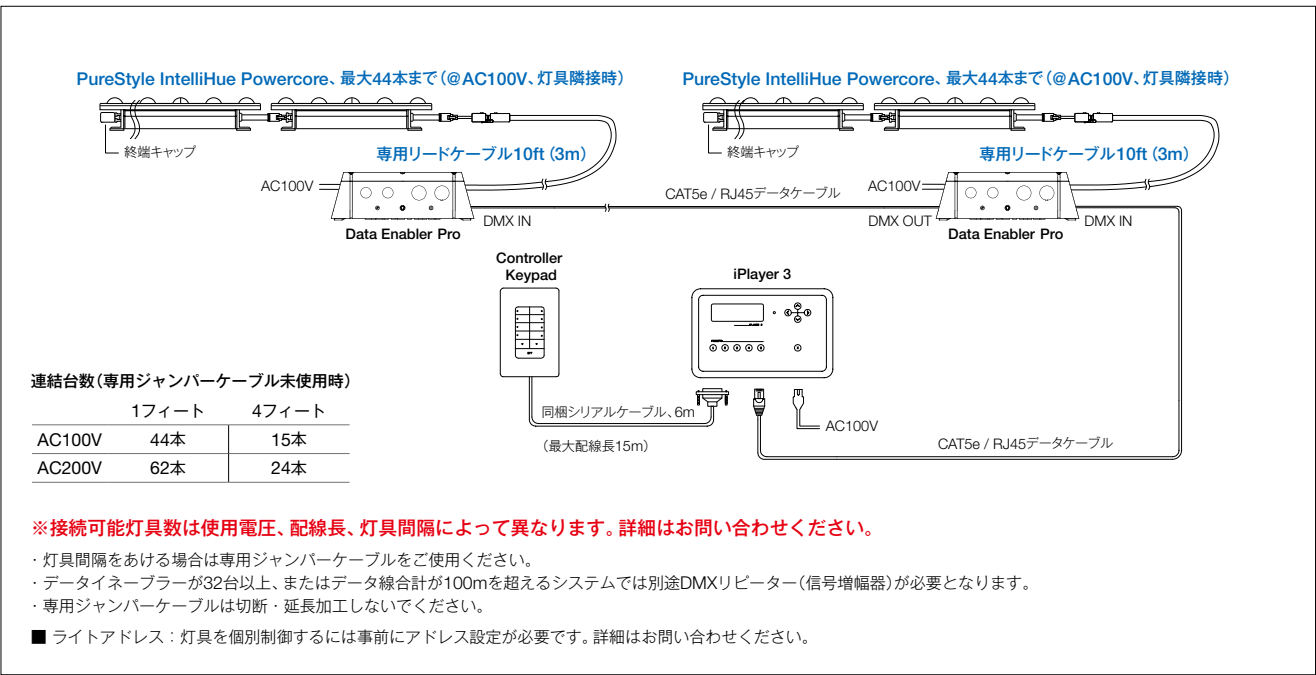 PureStyle IntelliHue Powercore、最大44本まで（@AC100V、灯具隣接時）
PureStyle IntelliHue Powercore、最大44本まで（@AC100V、灯具隣接時）
終端キャップ
専用リードケーブル10ft (3m)
終端キャップ
専用リードケーブル10ft (3m)
AC100V
CAT5e / RJ45データケーブル
AC100V
DMX IN
DMX OUT
DMX IN
Data Enabler Pro
Data Enabler Pro
Controller
Keypad
iPlayer 3
同梱シリアルケーブル、6m
（最大配線長15m）
AC100V
CAT5e / RJ45データケーブル
連結台数（専用ジャンパーケーブル未使用時）
1フィート 4フィート
AC100V 44本 15本
AC200V 62本 24本
※接続可能灯具数は使用電圧、配線長、灯具間隔によって異なります。詳細はお問い合わせください。
・灯具間隔をあける場合は専用ジャンパーケーブルをご使用ください。
・データイネーブラーが32台以上、またはデータ線合計が100mを超えるシステムでは別途DMXリピーター（信号増幅器）が必要となります。
・専用ジャンパーケーブルは切断・延長加工しないでください。
■ ライトアドレス：灯具を個別制御するには事前にアドレス設定が必要です。詳細はお問い合わせください。